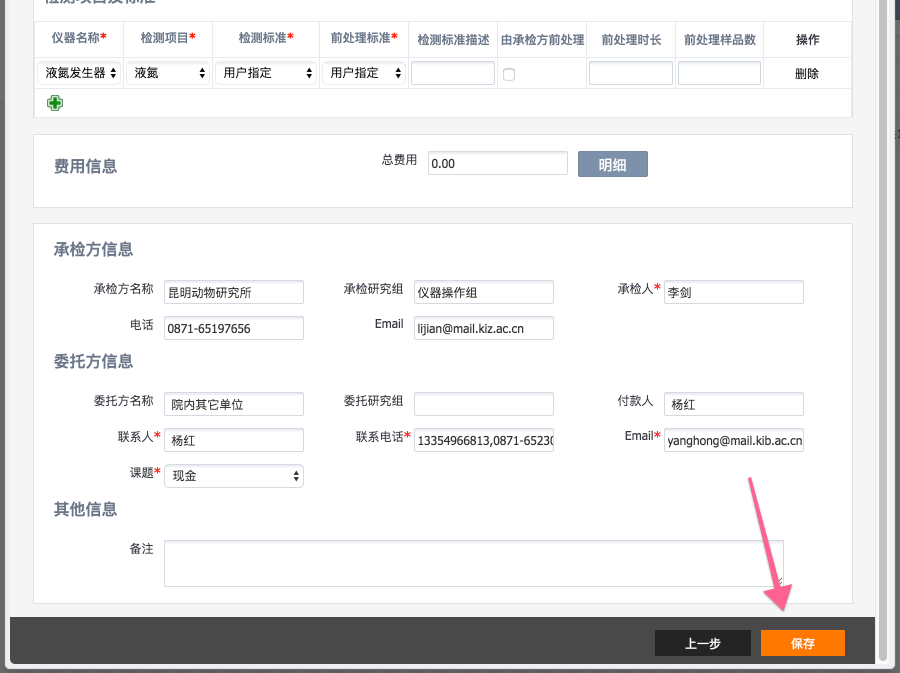 检测项目及标准
仪器名称* 检测项目* 检测标准* 前处理标准* 检测标准描述 由承检方前处理 前处理时长 前处理样品数 操作
液氮发生器 液氮 用户指定 用户指定 删除
费用信息 总费用 0.00 明细
承检方信息
承检方名称 昆明动物研究所 承检研究组 仪器操作组 承检人* 李剑
电话 0871-65197656 Email lijian@mail.kiz.ac.cn
委托方信息
委托方名称 院内其它单位 委托研究组 付款人 杨红
联系人* 杨红 联系电话* 13354966813,0871-65230 Email* yanghong@mail.kib.ac.cn
课题* 现金
其他信息
备注
上一步 保存